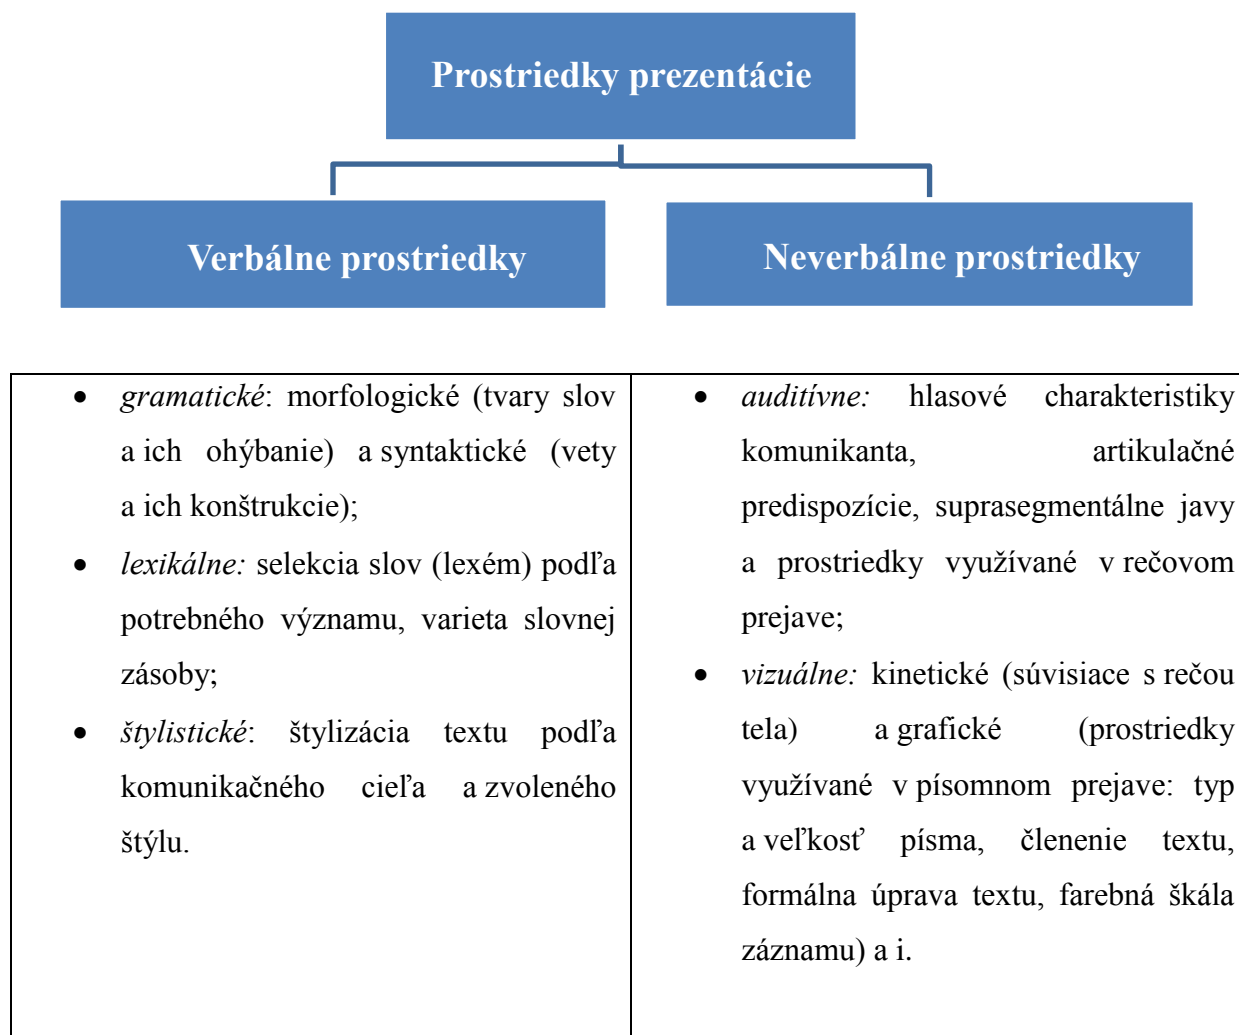 Prostriedky prezentácie
Verbálne prostriedky
Neverbálne prostriedky
• gramatické: morfologické (tvary slov
a ich ohýbanie) a syntaktické (vety
a ich konštrukcie);
• lexikálne: selekcia slov (lexém) podľa
potrebného významu, varieta slovnej
zásoby;
• štylistické: štylizácia textu podľa
komunikačného cieľa a zvoleného
štýlu.
• auditívne: hlasové charakteristiky
komunikanta, artikulačné
predispozície, suprasegmentálne javy
a prostriedky využívané v rečovom
prejave;
• vizuálne: kinetické (súvisiace s rečou
tela) a grafické (prostriedky
využívané v písomnom prejave: typ
a veľkosť písma, členenie textu,
formálna úprava textu, farebná škála
záznamu) a i.